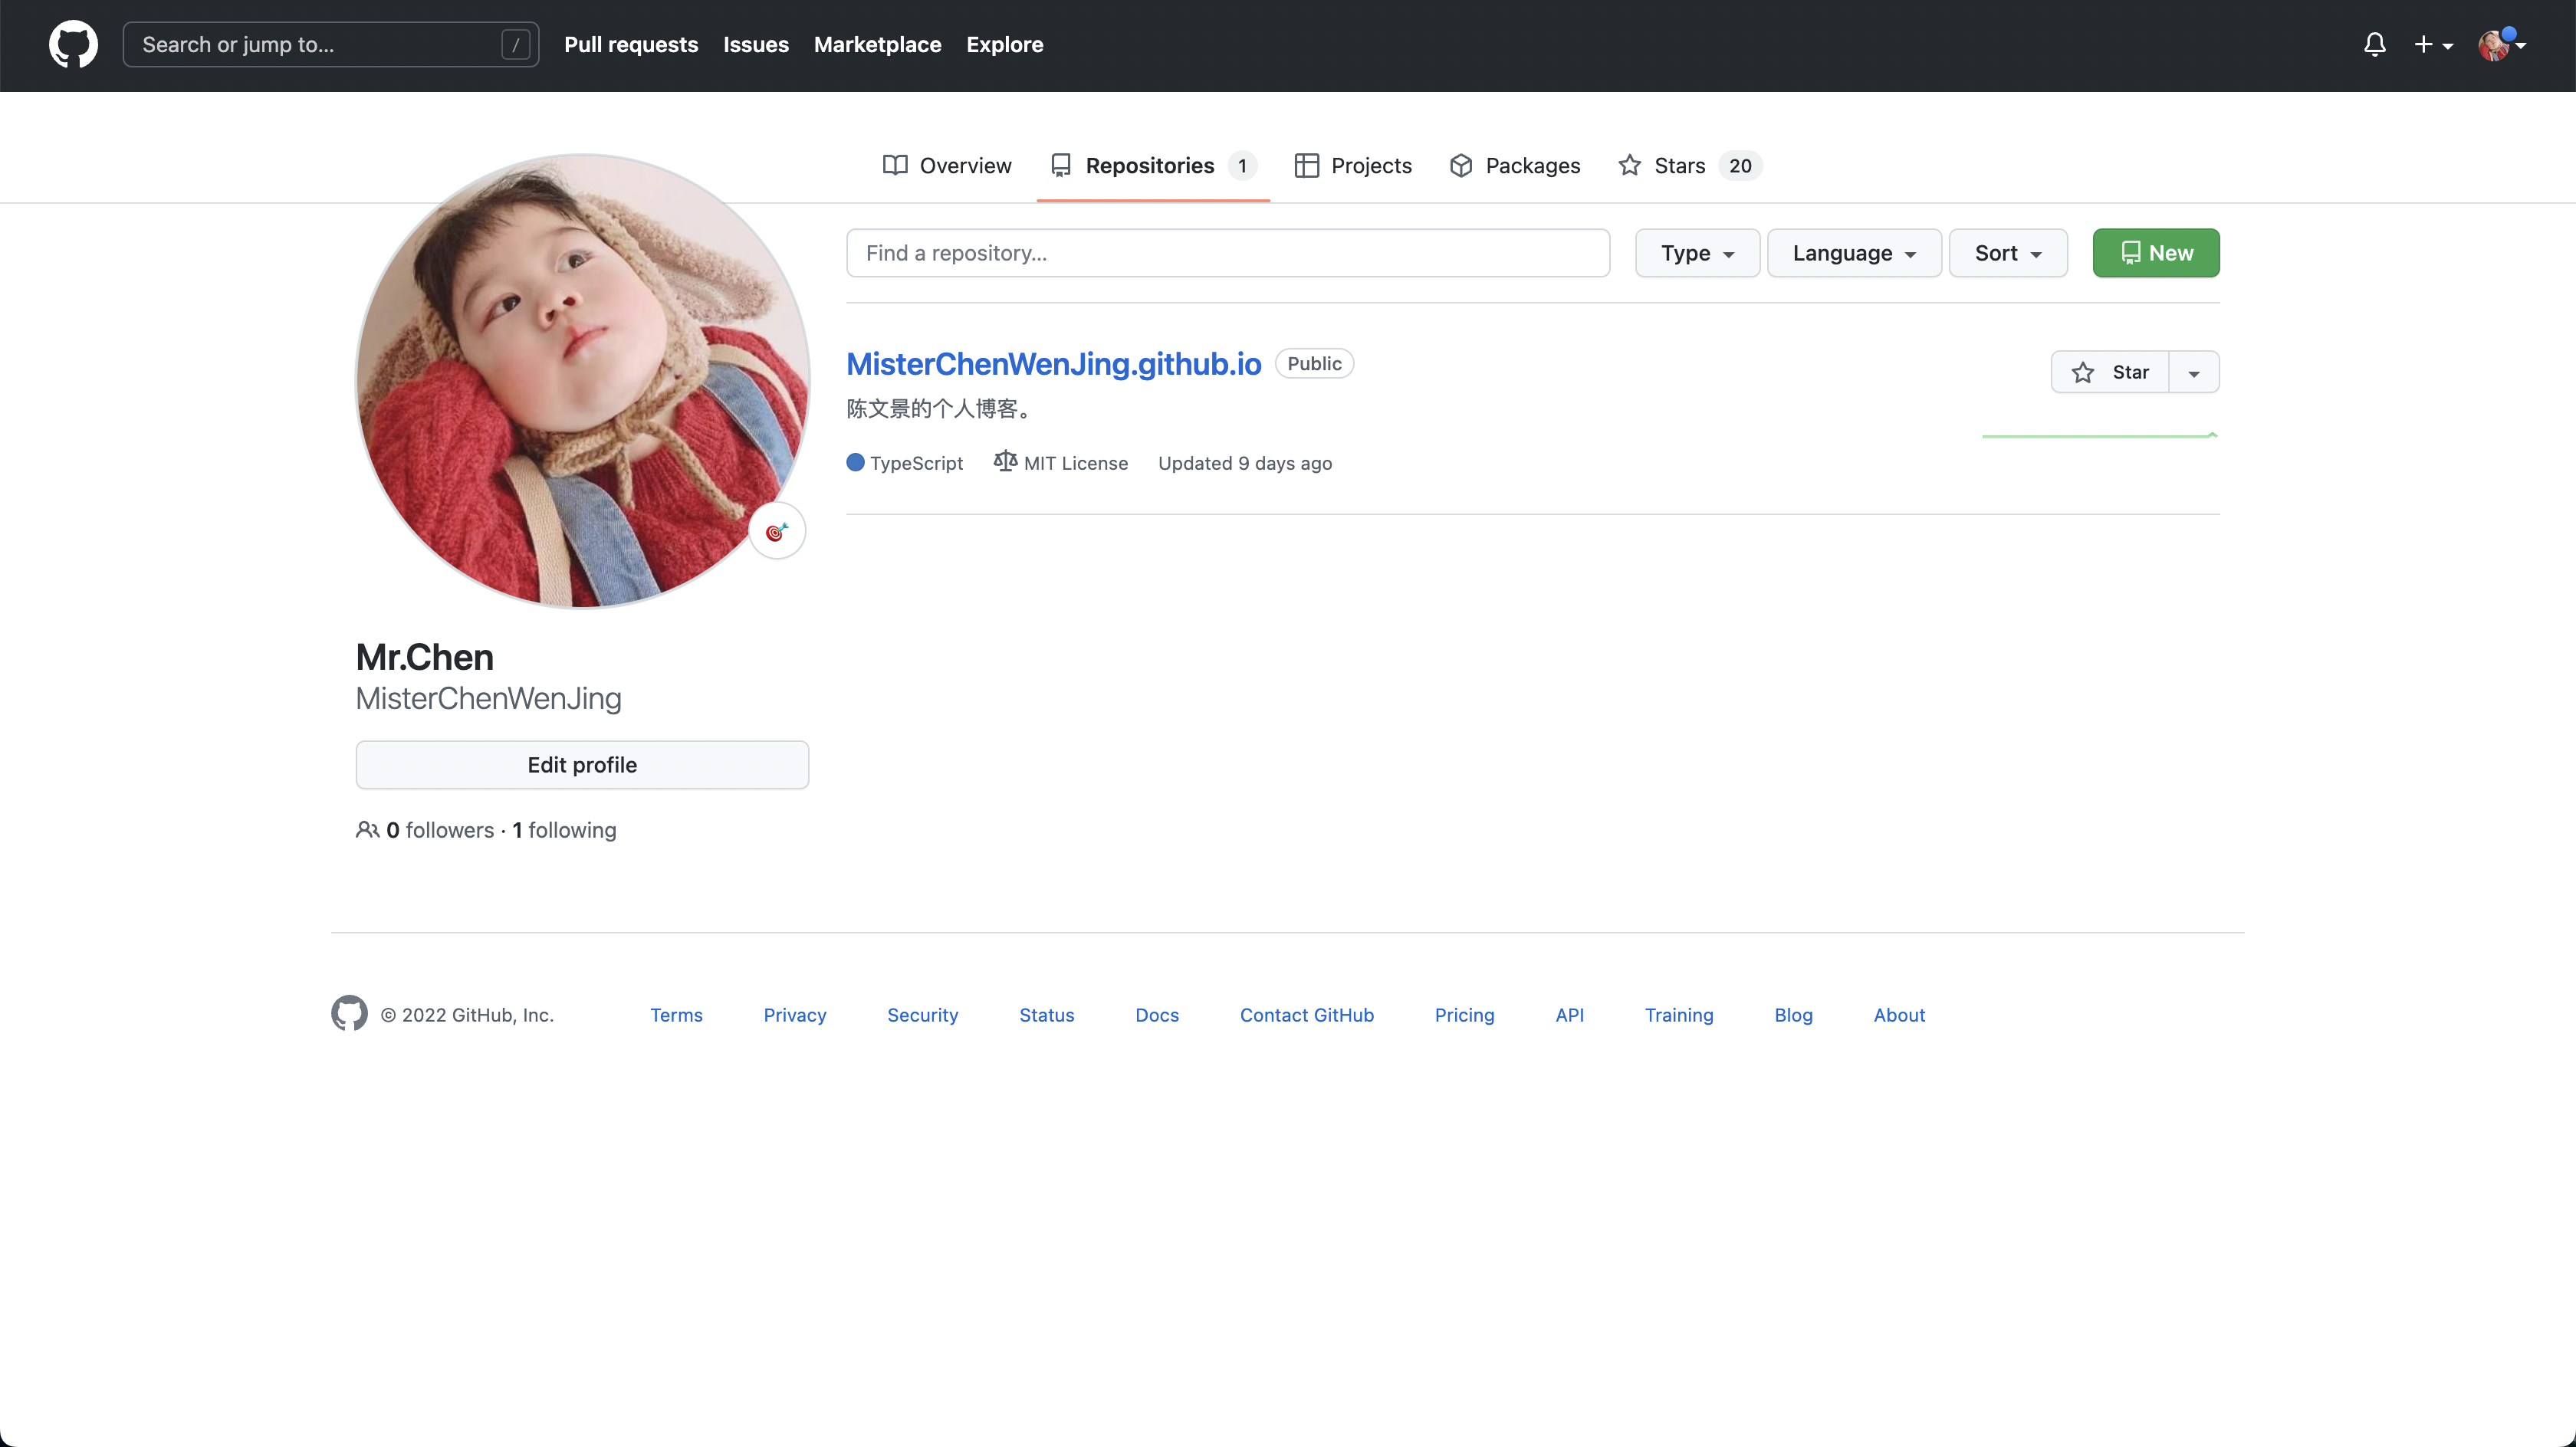 Search or jump to... /
Pull requests Issues Marketplace Explore
Overview Repositories 1 Projects Packages Stars 20
Find a repository... Type Language Sort New
MisterChenWenJing.github.io Public
Star
陈文景的个人博客。
TypeScript MIT License Updated 9 days ago
Mr.Chen
MisterChenWenJing
Edit profile
0 followers · 1 following
© 2022 GitHub, Inc. Terms Privacy Security Status Docs Contact GitHub Pricing API Training Blog About